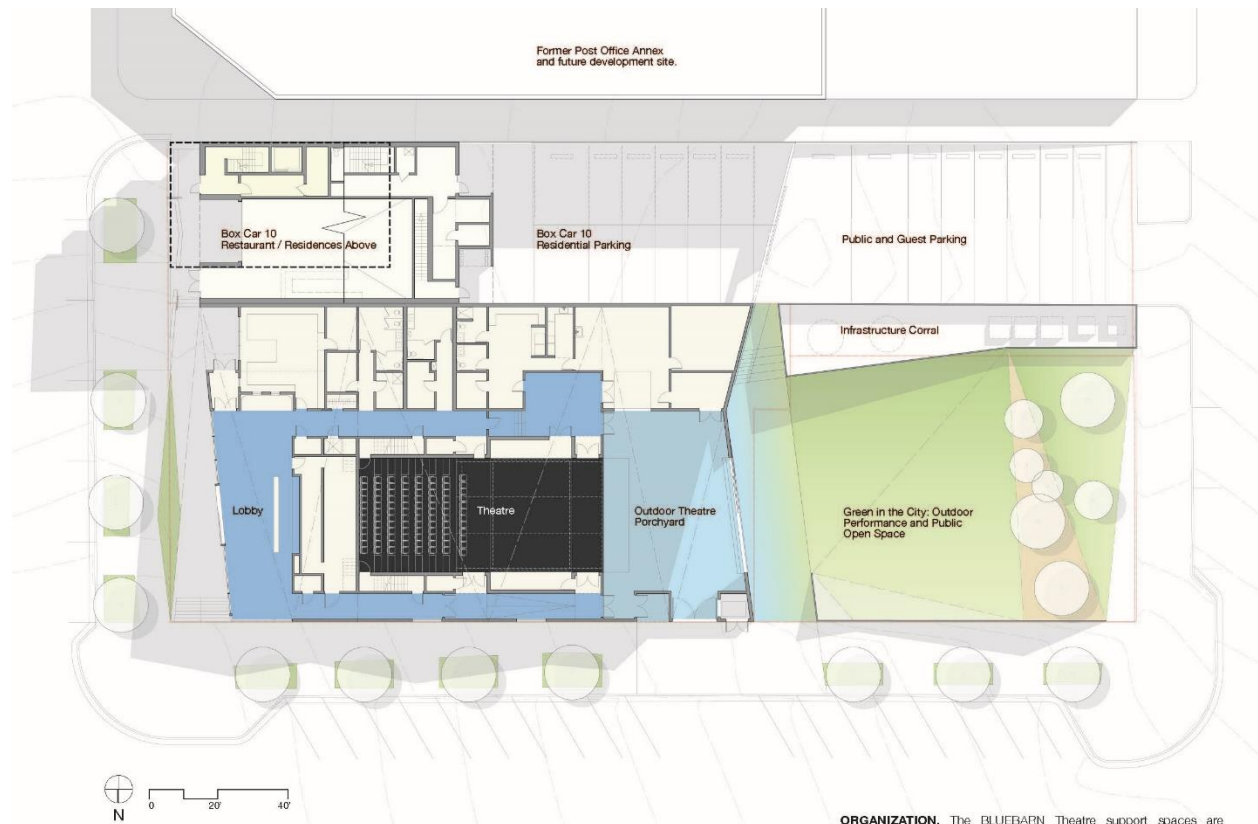 Former Post Office Annex
and future development site.
Box Car 10
Restaurant / Residences Above
Box Car 10
Residential Parking
Public and Guest Parking
Infrastructure Corral
Lobby
Theatre
Outdoor Theatre
Porchyard
Green in the City: Outdoor
Performance and Public
Open Space
N
0 20' 40'
ORGANIZATION. The BLUEBARN Theatre support spaces are